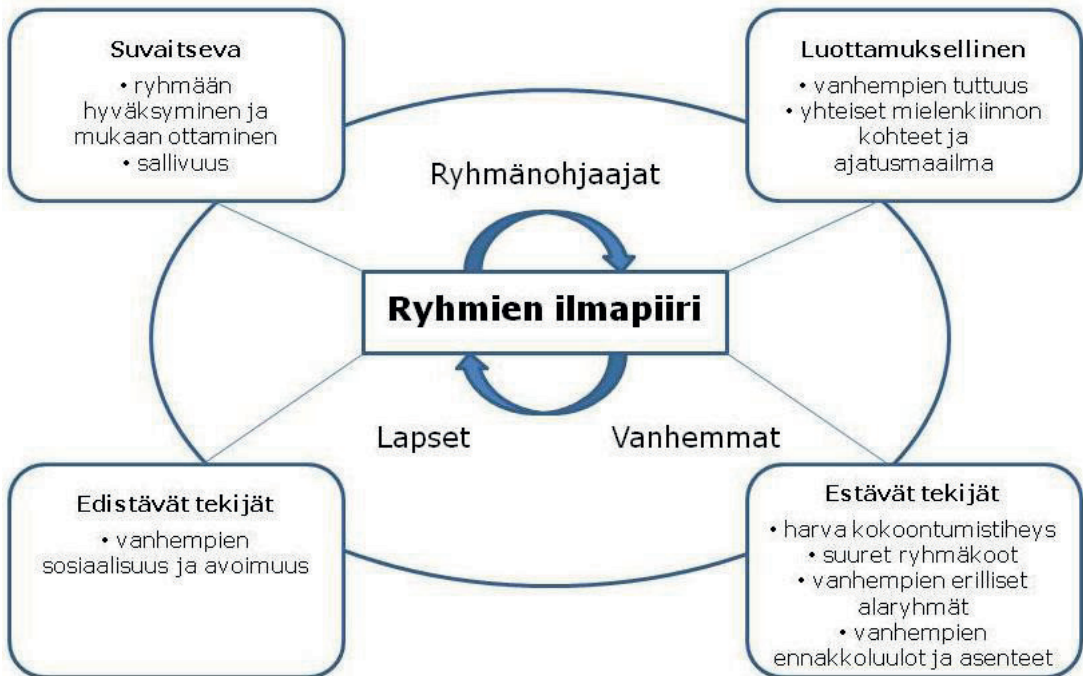 Suvaitseva
• ryhmään
hyväksyminen ja
mukaan ottaminen
• sallivuus
Luottamuksellinen
• vanhempien tuttuus
• yhteiset mielenkiinnon
kohteet ja
ajatusmaailma
Ryhmänohjaajat
Ryhmien ilmapiiri
Lapset
Vanhemmat
Edistävät tekijät
• vanhempien
sosiaalisuus ja avoimuus
Estävät tekijät
• harva kokoontumistiheys
• suuret ryhmäkoot
• vanhempien erilliset
alaryhmät
• vanhempien
ennakkoluulot ja asenteet